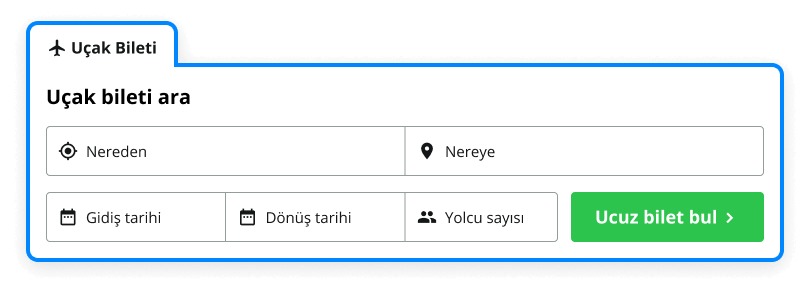 Uçak Bileti
Uçak bileti ara
Nereden
Nereye
Gidiş tarihi
Dönüş tarihi
Yolcu sayısı
Ucuz bilet bul